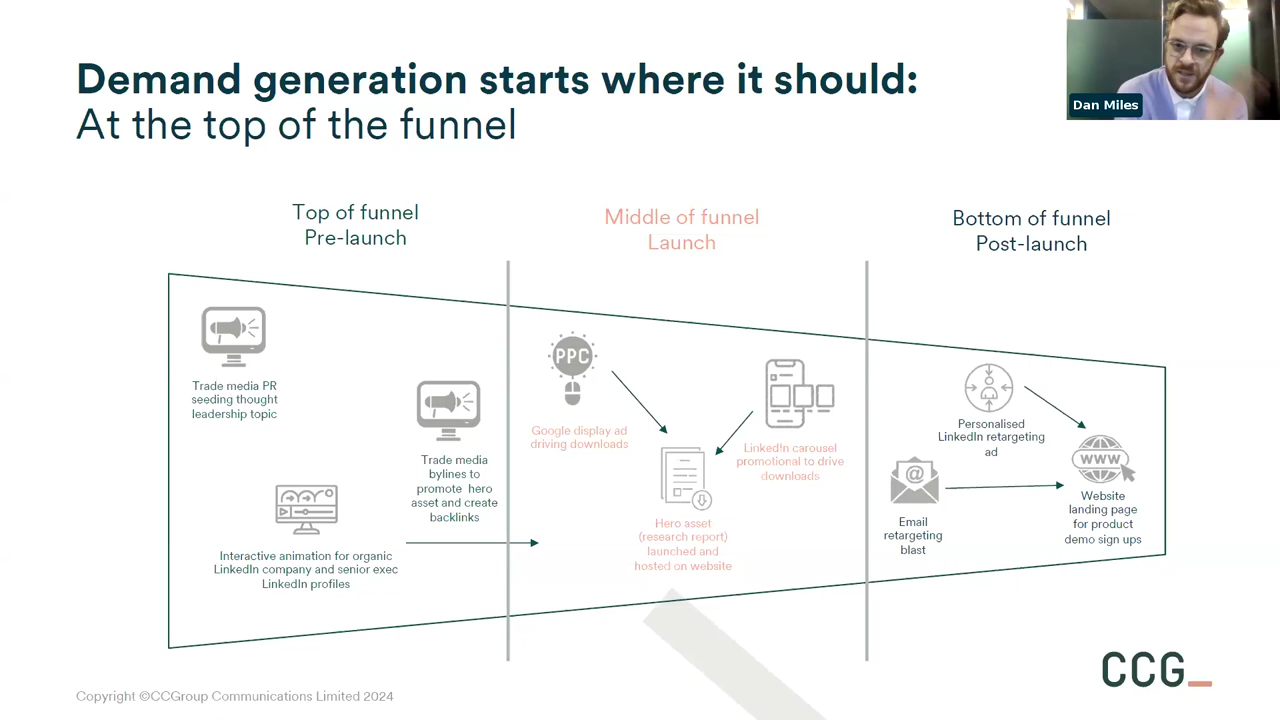 Demand generation starts where it should:
At the top of the funnel
Dan Miles
Top of funnel
Pre-launch
Middle of funnel
Launch
Bottom of funnel
Post-launch
Trade media PR
seeding thought
leadership topic
Trade media
bylines to
promote hero
asset and create
backlinks
Interactive animation for organic
LinkedIn company and senior exec
LinkedIn profiles
PPC
Google display ad
driving downloads
LinkedIn carousel
promotional to drive
downloads
Hero asset
(research report)
launched and
hosted on website
Personalised
LinkedIn retargeting
ad
@
Email
retargeting
blast
WWW
Website
landing page
for product
demo sign ups
CCG_
Copyright ©CCGroup Communications Limited 2024